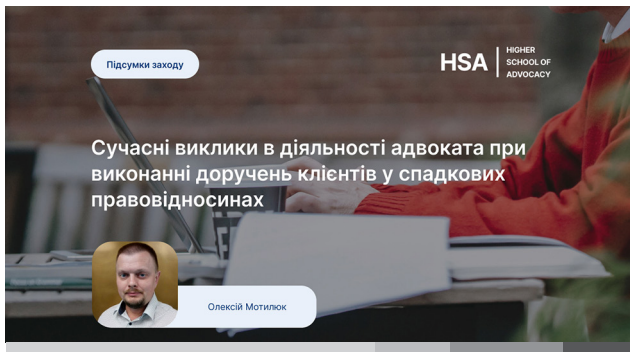 Підсумки заходу
HSA
HIGHER
SCHOOL OF
ADVOCACY
Сучасні виклики в діяльності адвоката при
виконанні доручень клієнтів у спадкових
правовідносинах
Олексій Мотилюк